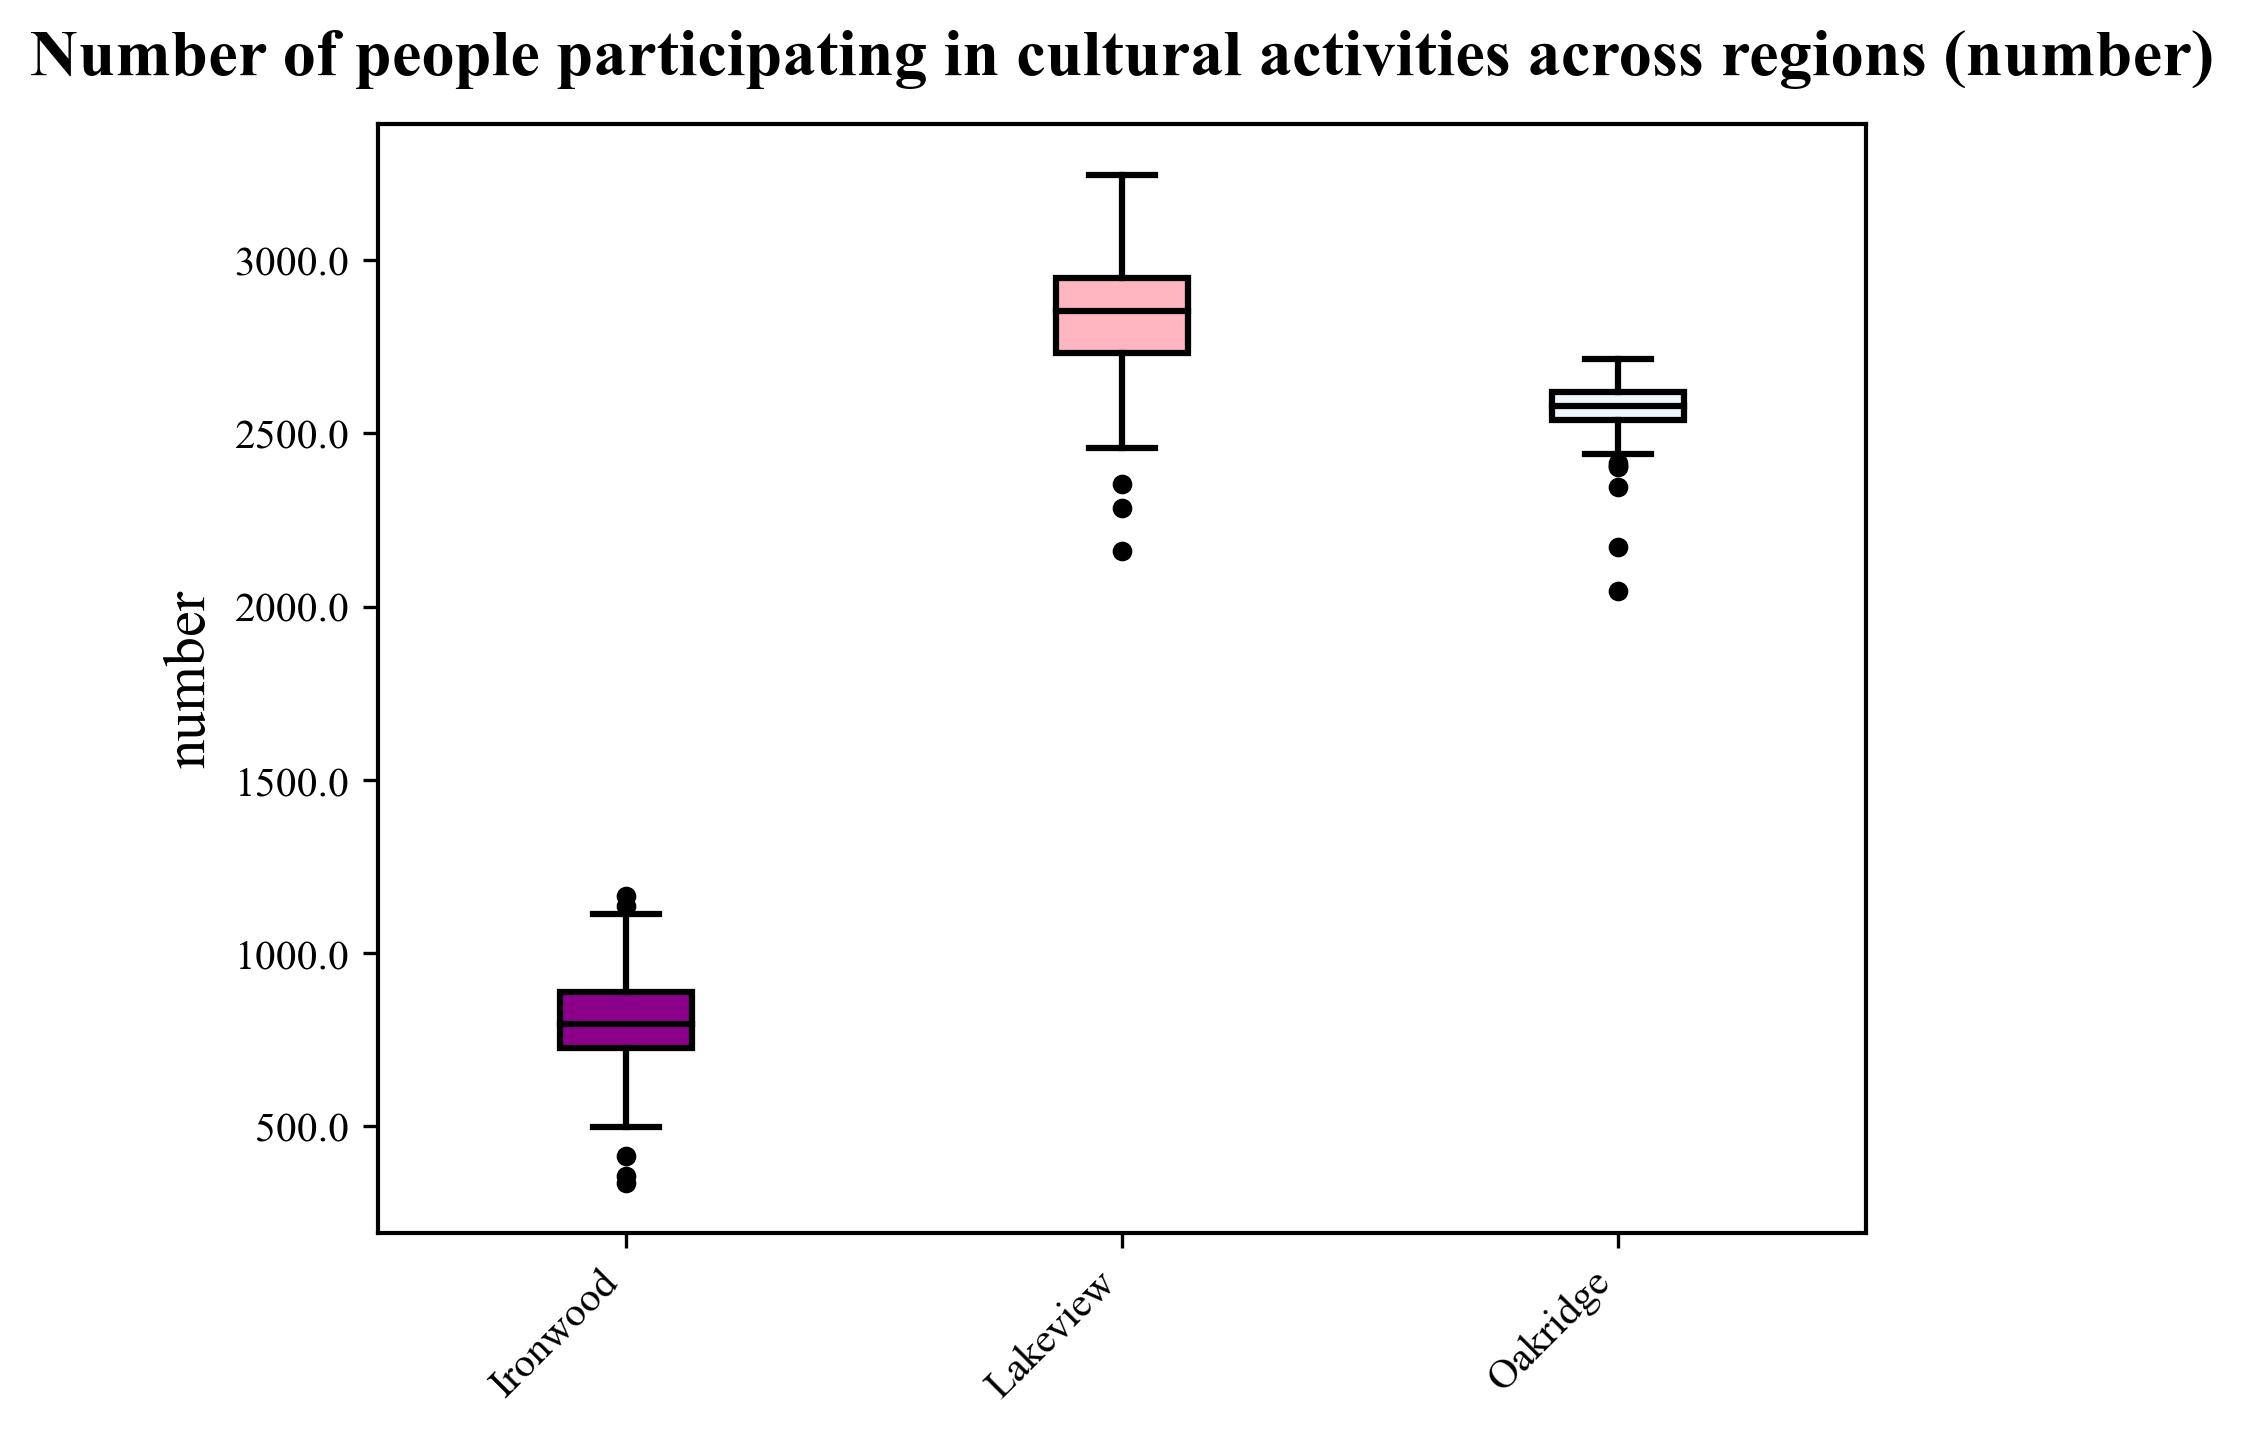 Number of people participating in cultural activities across regions (number)
number
3000.0
2500.0
2000.0
1500.0
1000.0
500.0
Ironwood
Lakeview
Oakridge